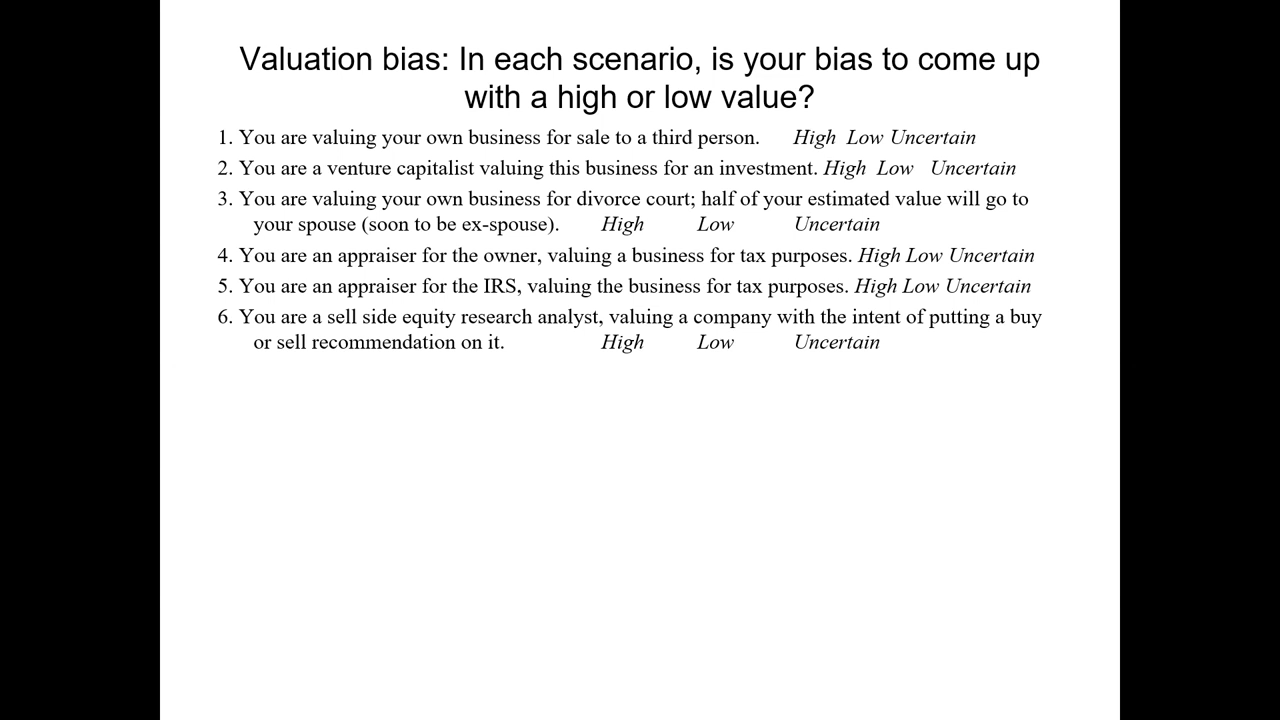 Valuation bias: In each scenario, is your bias to come up
with a high or low value?
1. You are valuing your own business for sale to a third person. High Low Uncertain
2. You are a venture capitalist valuing this business for an investment. High Low Uncertain
3. You are valuing your own business for divorce court; half of your estimated value will go to
your spouse (soon to be ex-spouse). High Low Uncertain
4. You are an appraiser for the owner, valuing a business for tax purposes. High Low Uncertain
5. You are an appraiser for the IRS, valuing the business for tax purposes. High Low Uncertain
6. You are a sell side equity research analyst, valuing a company with the intent of putting a buy
or sell recommendation on it. High Low Uncertain